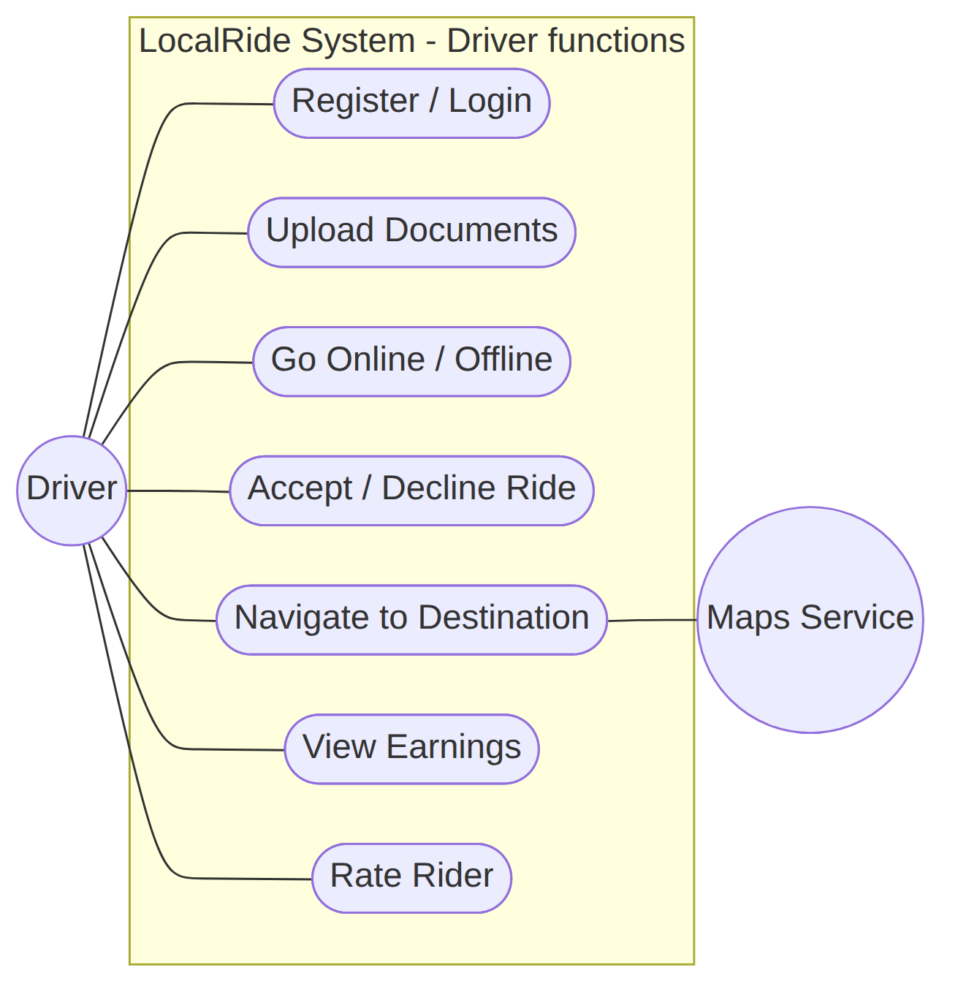 LocalRide System - Driver functions
Register / Login
Upload Documents
Go Online / Offline
Driver
Accept / Decline Ride
Navigate to Destination
Maps Service
View Earnings
Rate Rider